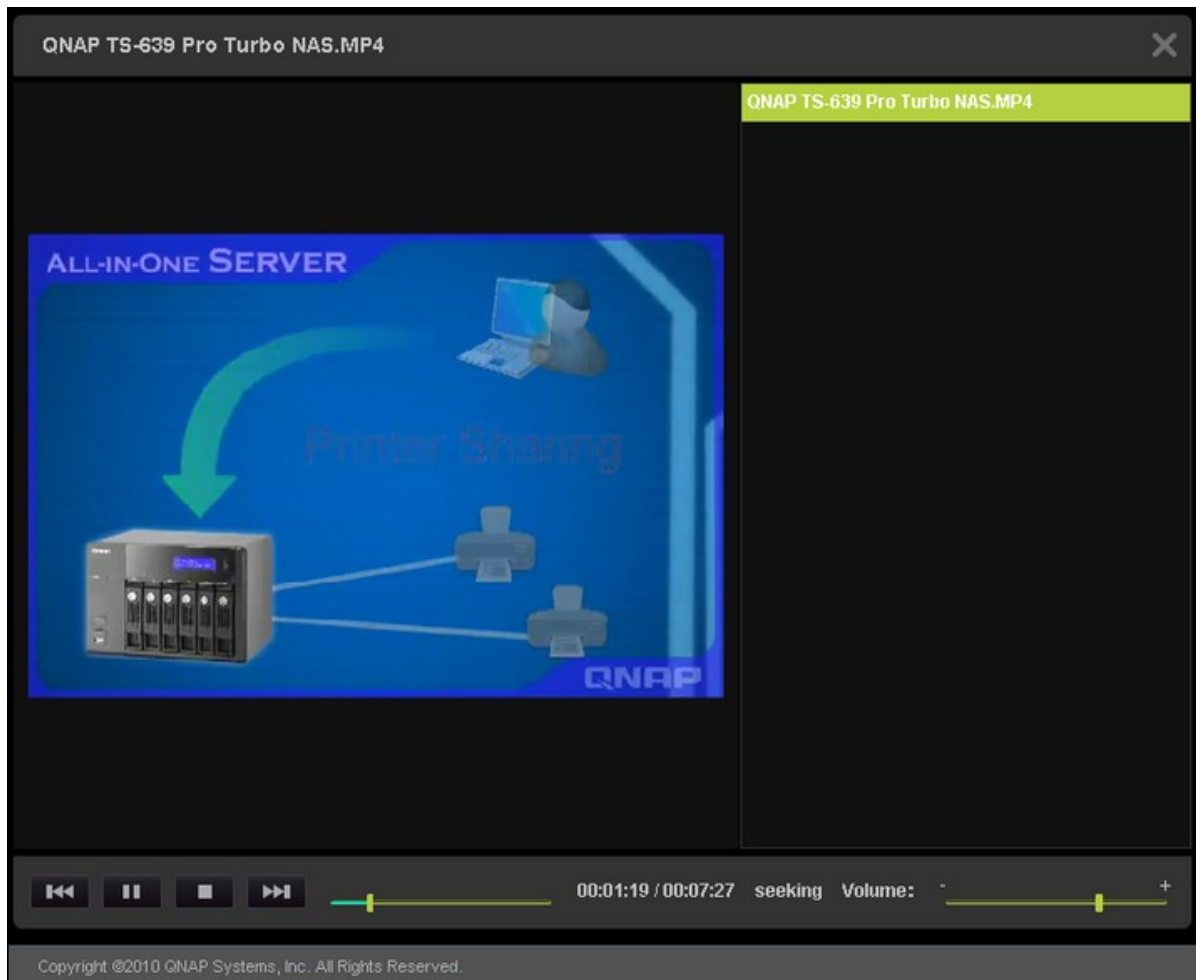 QNAP TS-639 Pro Turbo NAS.MP4
QNAP TS-639 Pro Turbo NAS.MP4
ALL-IN-ONE SERVER
Printer Sharing
QNAP
00:01:19 / 00:07:27 seeking Volume: - +
Copyright ©2010 QNAP Systems, Inc. All Rights Reserved.